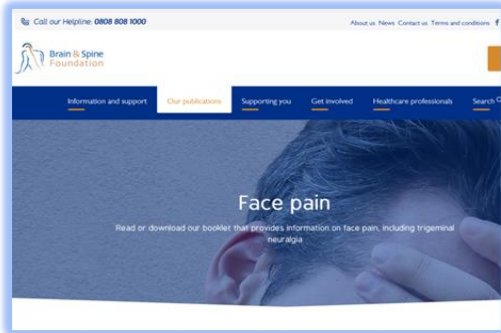 Call our Helpline: 0808 808 1000
About us News Contact us Terms and conditions
Brain & Spine
Foundation
Information and support Our publications Supporting you Get involved Healthcare professionals Search
Face pain
Read or download our booklet that provides information on face pain, including trigeminal
neuralgia